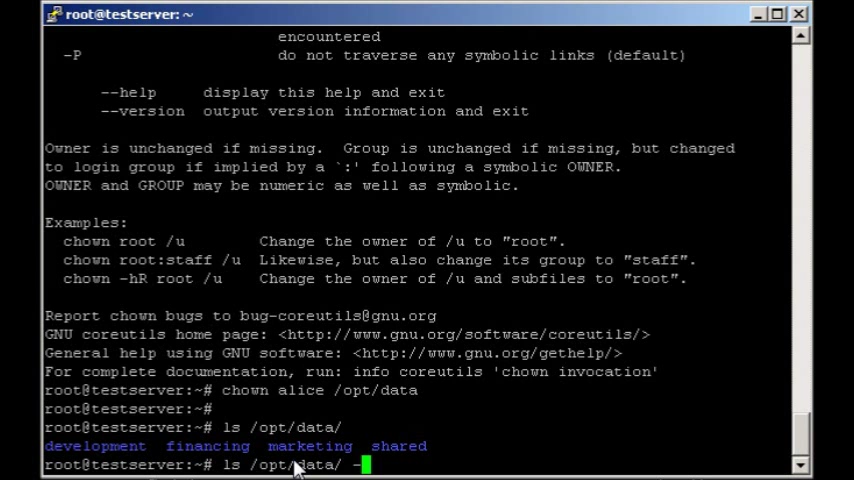 root@testserver: ~
encountered
-P do not traverse any symbolic links (default)
--help display this help and exit
--version output version information and exit
Owner is unchanged if missing. Group is unchanged if missing, but changed
to login group if implied by a `:' following a symbolic OWNER.
OWNER and GROUP may be numeric as well as symbolic.
Examples:
chown root /u Change the owner of /u to "root".
chown root:staff /u Likewise, but also change its group to "staff".
chown -hR root /u Change the owner of /u and subfiles to "root".
Report chown bugs to bug-coreutils@gnu.org
GNU coreutils home page: <http://www.gnu.org/software/coreutils/>
General help using GNU software: <http://www.gnu.org/gethelp/>
For complete documentation, run: info coreutils 'chown invocation'
root@testserver:~# chown alice /opt/data
root@testserver:~#
root@testserver:~# ls /opt/data/
development financing marketing shared
root@testserver:~# ls /opt/data/ -